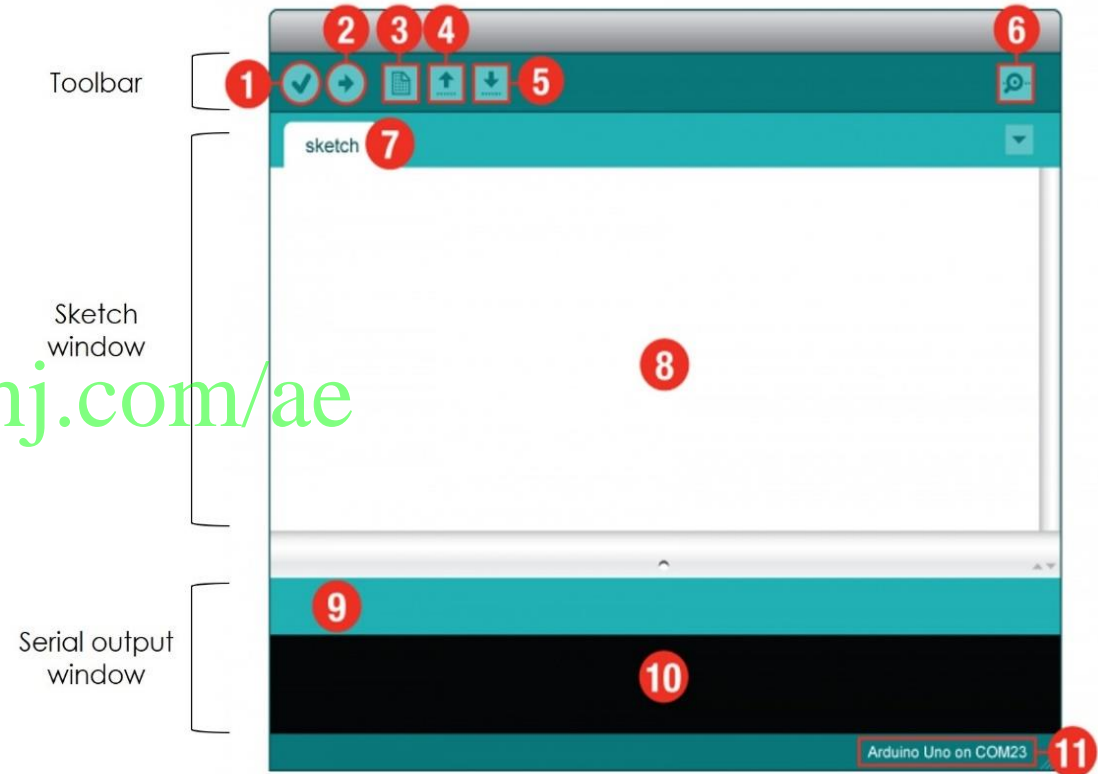 2 3 4 6
Toolbar
1
5
sketch 7
Sketch
window
8
nj.com/ae
9
Serial output
window
10
Arduino Uno on COM23 11